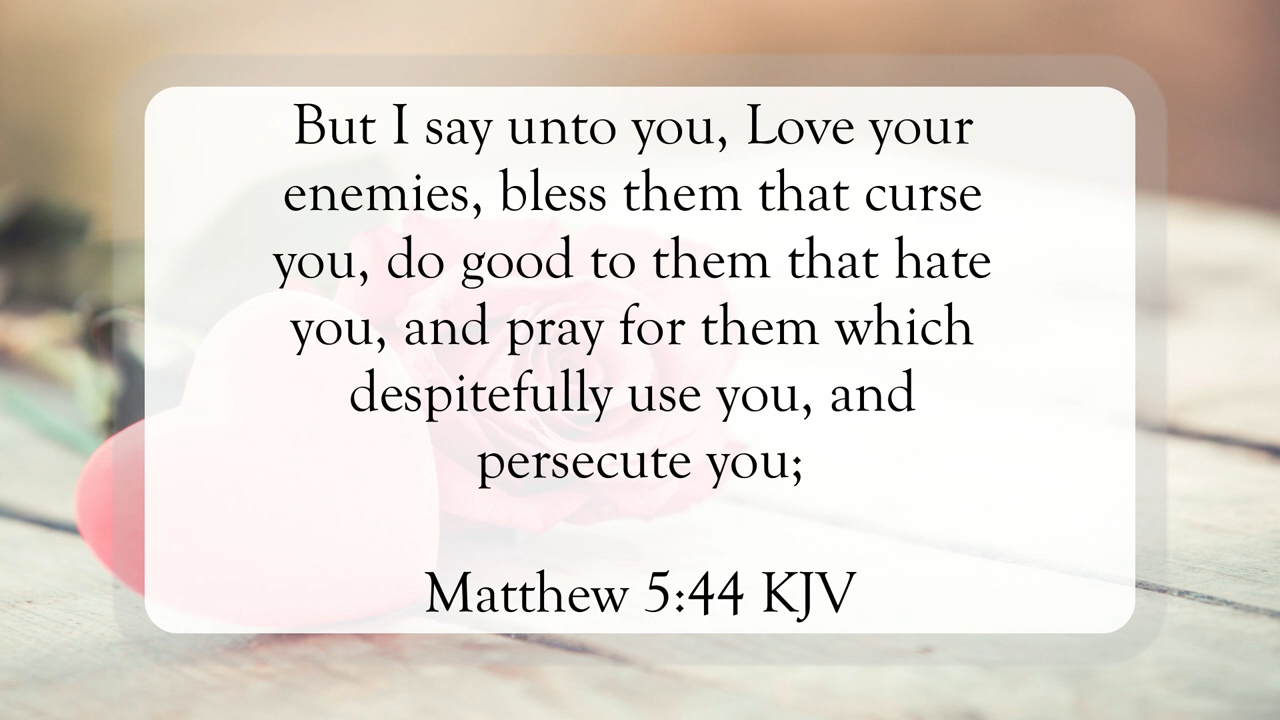 But I say unto you, Love your
enemies, bless them that curse
you, do good to them that hate
you, and pray for them which
despitefully use you, and
persecute you;
Matthew 5:44 KJV